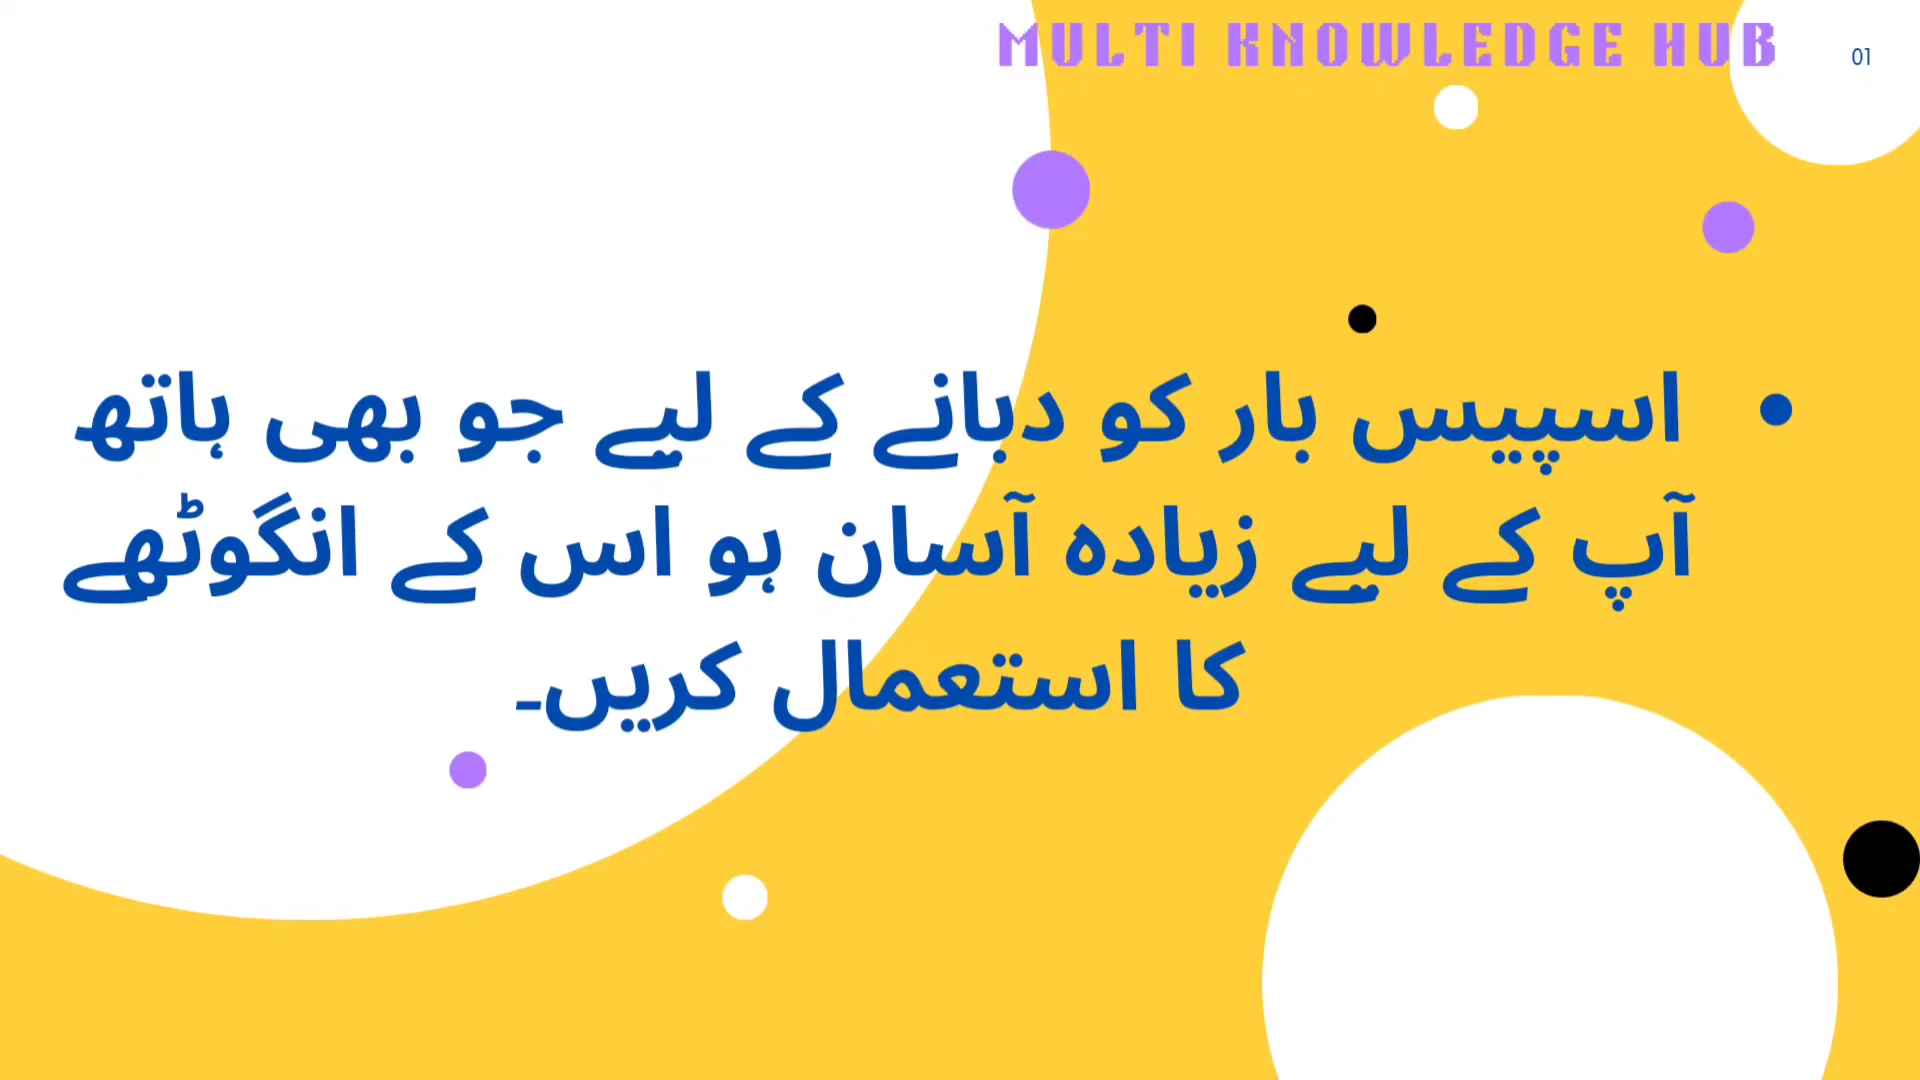 MULTI KNOWLEDGE HUB
01
• اسپیس بار کو دبانے کے لیے جو بھی ہاتھ
آپ کے لیے زیادہ آسان ہو اس کے انگوٹھے
کا استعمال کریں۔